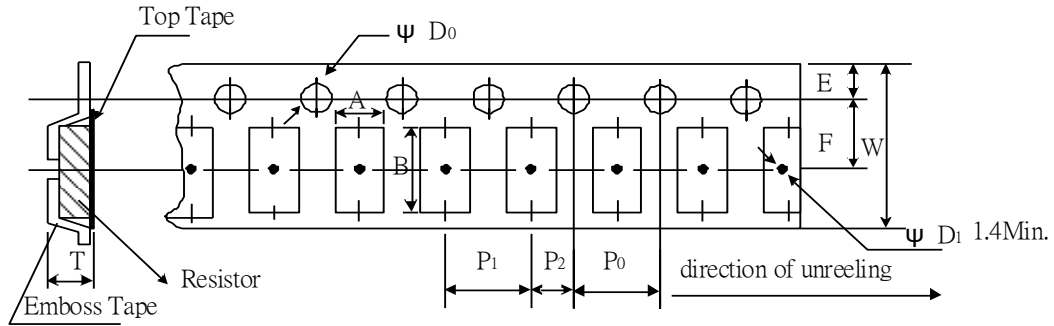 Top Tape
Ψ D₀
A
E
B
F
W
Ψ D₁ 1.4Min.
T
Resistor
P₁
P₂
P₀
direction of unreeling
Emboss Tape